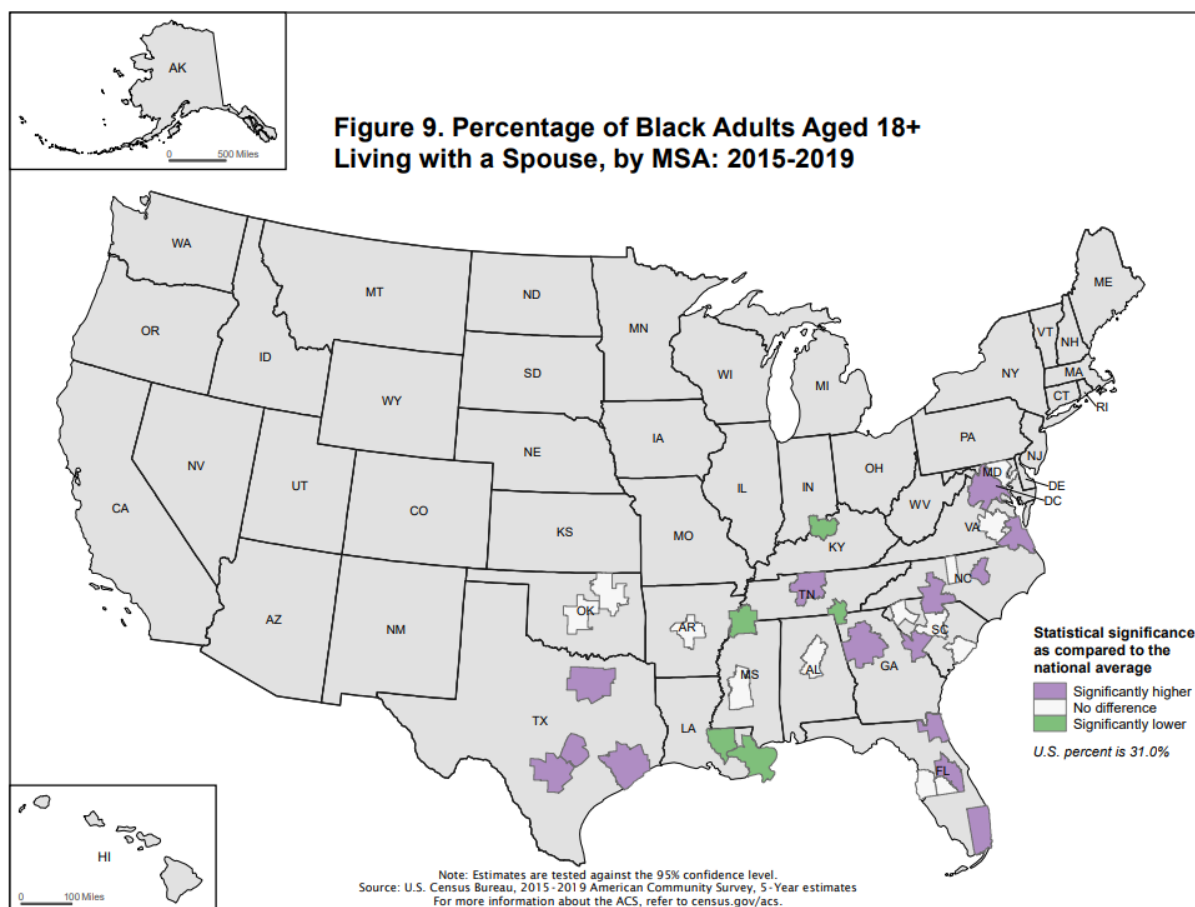 AK
0 500 Miles
Figure 9. Percentage of Black Adults Aged 18+
Living with a Spouse, by MSA: 2015-2019
WA
MT
ND
MN
ME
OR
ID
SD
WI
MI
VT
NH
NY
MA
CT
RI
WY
IA
PA
NJ
NE
NV
UT
CO
IL
IN
OH
MD
DE
DC
WV
CA
KS
MO
KY
VA
AZ
NM
OK
AR
TN
NC
SC
MS
AL
GA
TX
LA
FL
Statistical significance
as compared to the
national average
Significantly higher
No difference
Significantly lower
U.S. percent is 31.0%
HI
0 100 Miles
Note: Estimates are tested against the 95% confidence level.
Source: U.S. Census Bureau, 2015-2019 American Community Survey, 5-Year estimates
For more information about the ACS, refer to census.gov/acs.